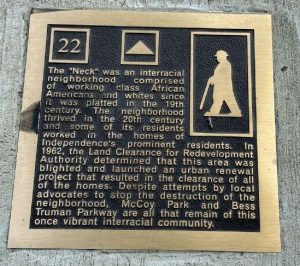 22
The "Neck" was an interracial
neighborhood comprised
of working class African
Americans and whites since
it was platted in the 19th
century. The neighborhood
thrived in the 20th century
and some of its residents
worked in the homes of
Independence's prominent residents. In
1962, the Land Clearance for Redevelopment
Authority determined that this area was
blighted and launched an urban renewal
project that resulted in the clearance of all
of the homes. Despite attempts by local
advocates to stop the destruction of the
neighborhood, McCoy Park and Bess
Truman Parkway are all that remain of this
once vibrant interracial community.